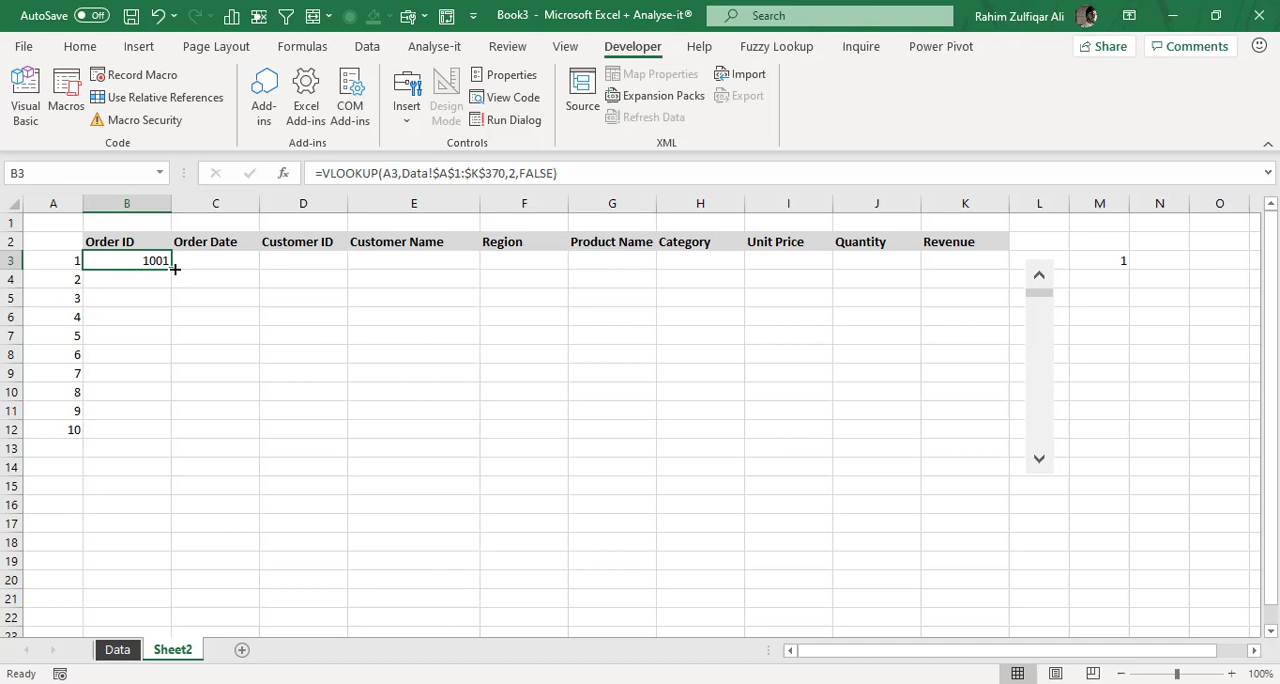 AutoSave Off Book3 - Microsoft Excel + Analyse-it® Search Rahim Zulfiqar Ali
File Home Insert Page Layout Formulas Data Analyse-it Review View Developer Help Fuzzy Lookup Inquire Power Pivot Share Comments
Visual Basic
Macros
Record Macro
Use Relative References
Macro Security
Code
Add-ins
Excel Add-ins
COM Add-ins
Add-ins
Insert
Design Mode
Properties
View Code
Run Dialog
Controls
Source
Map Properties
Expansion Packs
Refresh Data
Import
Export
XML
B3 fx =VLOOKUP(A3,Data!$A$1:$K$370,2,FALSE)
A B C D E F G H I J K L M N O
1
2 Order ID Order Date Customer ID Customer Name Region Product Name Category Unit Price Quantity Revenue
3 1 1001 1
4 2
5 3
6 4
7 5
8 6
9 7
10 8
11 9
12 10
13
14
15
16
17
18
19
20
21
22
23
Data Sheet2
Ready 100%